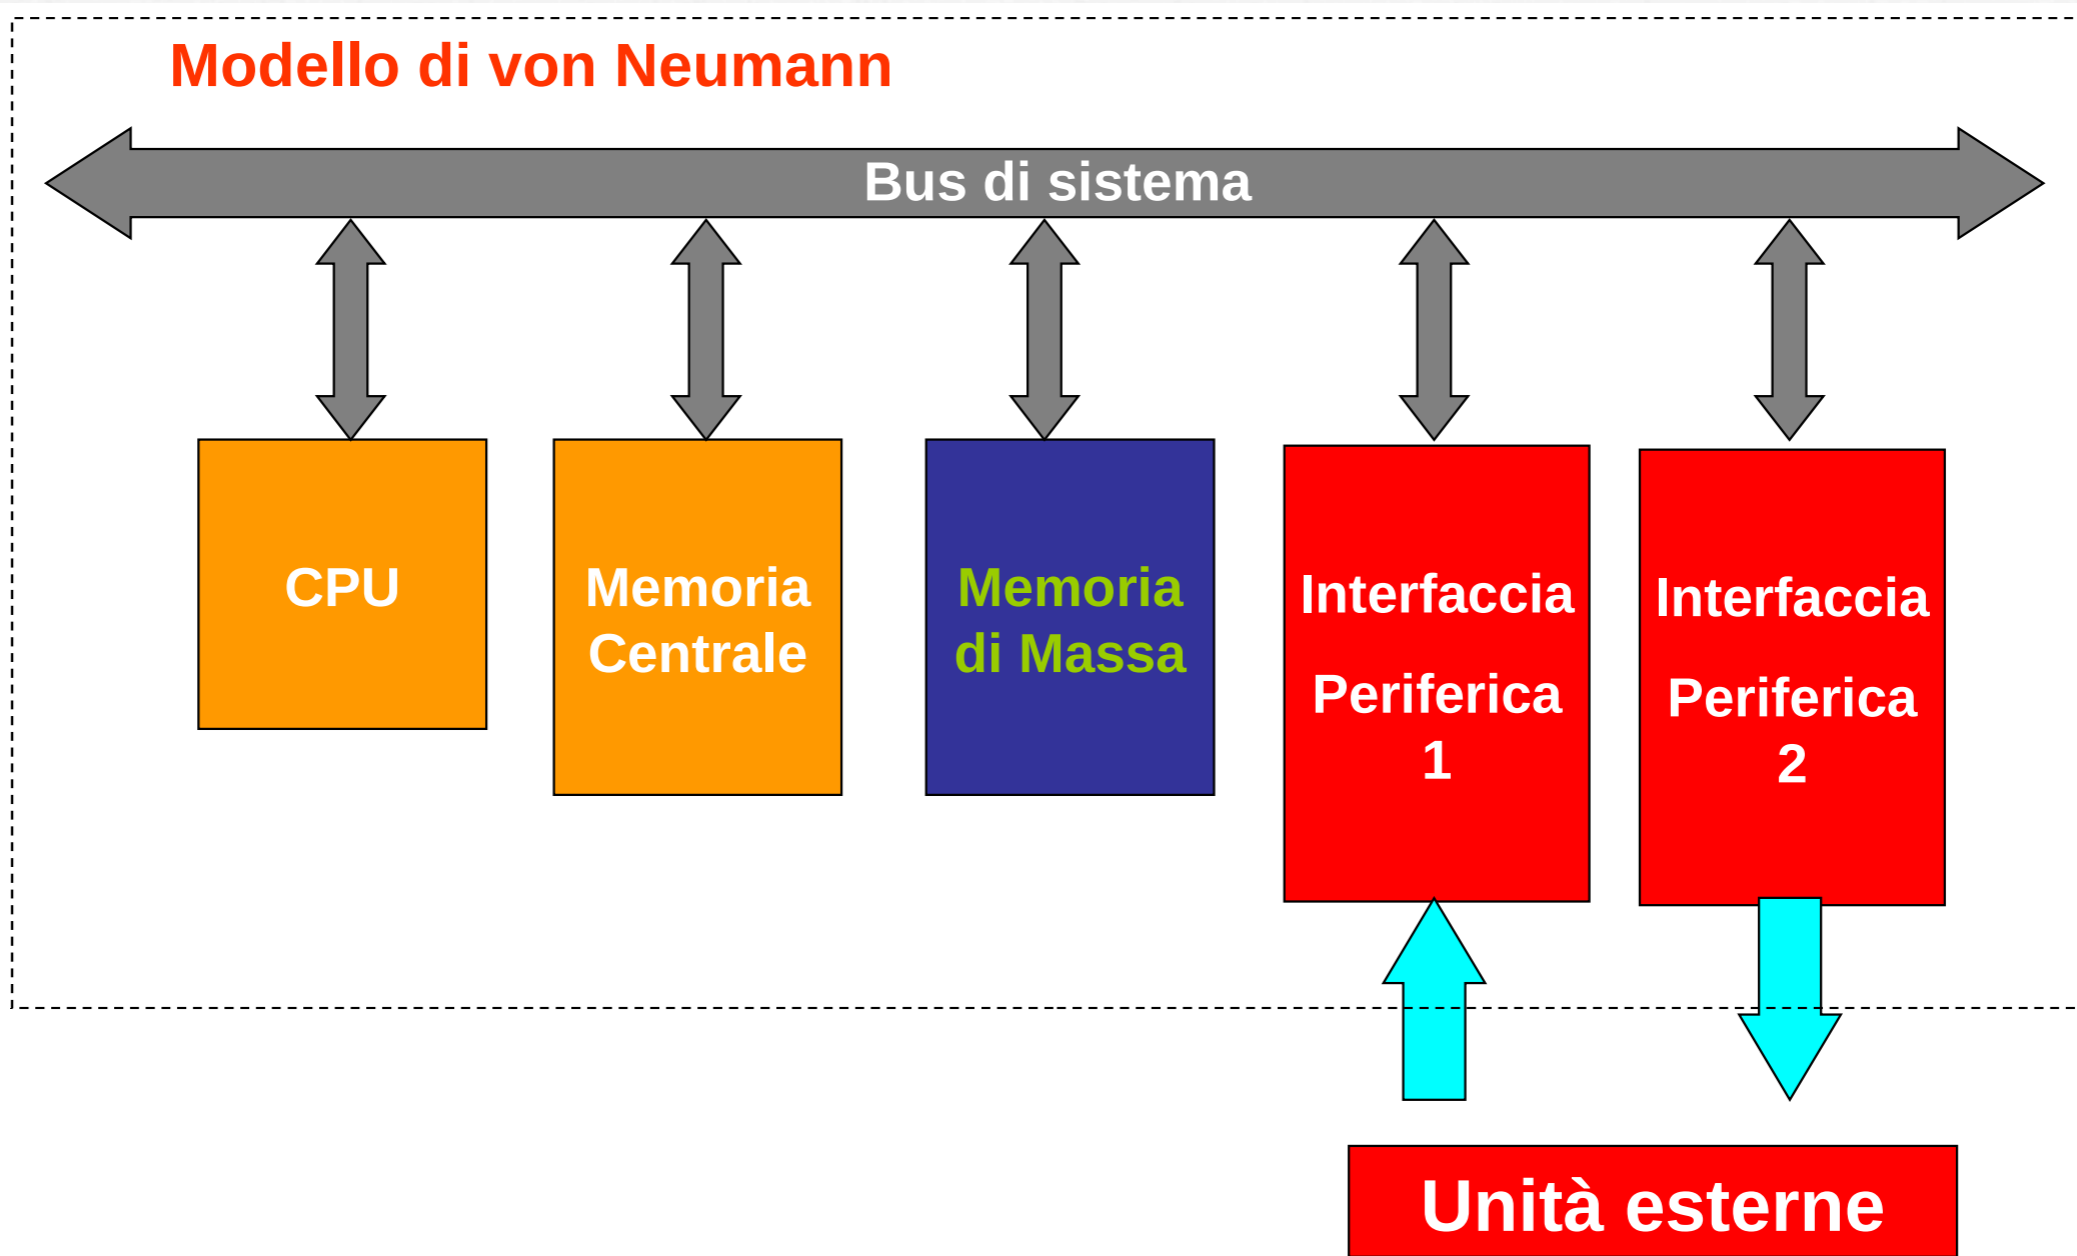 Modello di von Neumann
Bus di sistema
CPU
Memoria
Centrale
Memoria
di Massa
Interfaccia
Periferica
1
Interfaccia
Periferica
2
Unità esterne